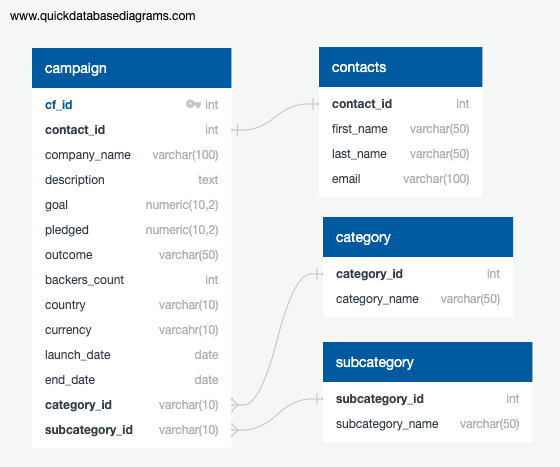 www.quickdatabasediagrams.com
campaign
cf_id int
contact_id int
company_name varchar(100)
description text
goal numeric(10,2)
pledged numeric(10,2)
outcome varchar(50)
backers_count int
country varchar(10)
currency varcahr(10)
launch_date date
end_date date
category_id varchar(10)
subcategory_id varchar(10)
contacts
contact_id int
first_name varchar(50)
last_name varchar(50)
email varchar(100)
category
category_id int
category_name varchar(50)
subcategory
subcategory_id int
subcategory_name varchar(50)